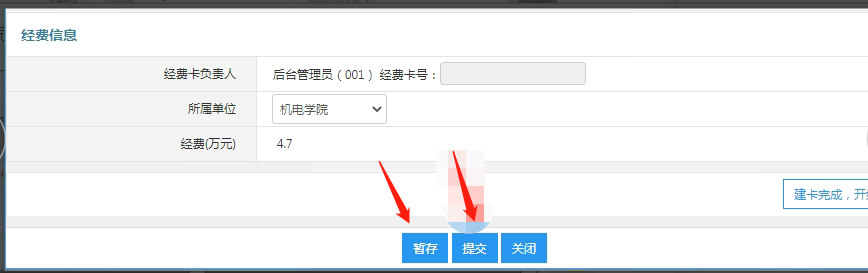 经费信息
经费卡负责人 后台管理员（001） 经费卡号：
所属单位 机电学院
经费(万元) 4.7
建卡完成，开
暂存 提交 关闭